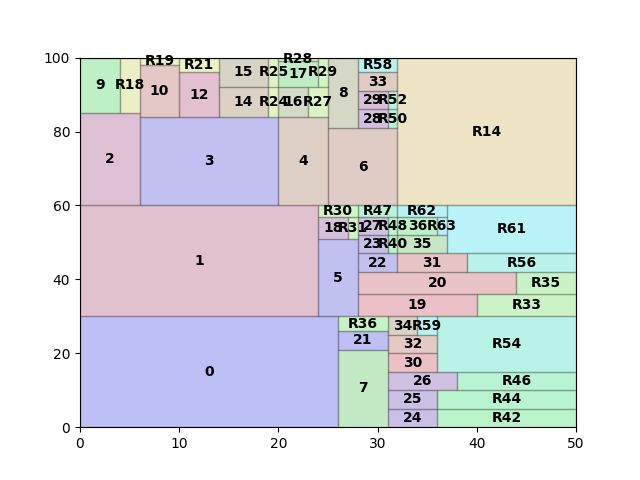 100
R19 R21 R28 R58
9 R18 15 R25 17 R29 33
10 12 14 R24 16 R27 8 29 R52
28 R50
80 R14
2 3 4 6
60
R30 R47 R62
18 R31 27 R48 36 R63 R61
23 R40 35
1 22 31 R56
40
5 20 R35
19 R33
R36 34 R59
21 32 R54
20
0 30
7 26 R46
25 R44
24 R42
0
0 10 20 30 40 50